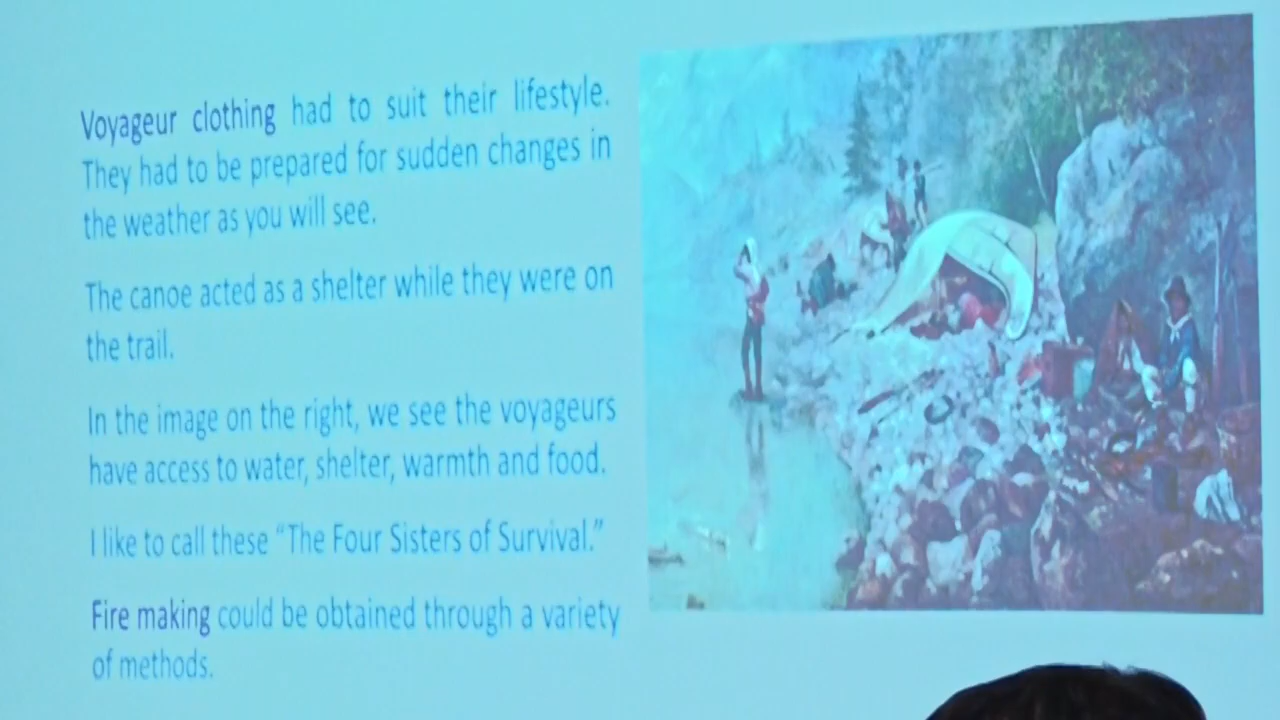 Voyageur clothing had to suit their lifestyle.
They had to be prepared for sudden changes in
the weather as you will see.
The canoe acted as a shelter while they were on
the trail.
In the image on the right, we see the voyageurs
have access to water, shelter, warmth and food.
I like to call these “The Four Sisters of Survival.”
Fire making could be obtained through a variety
of methods.